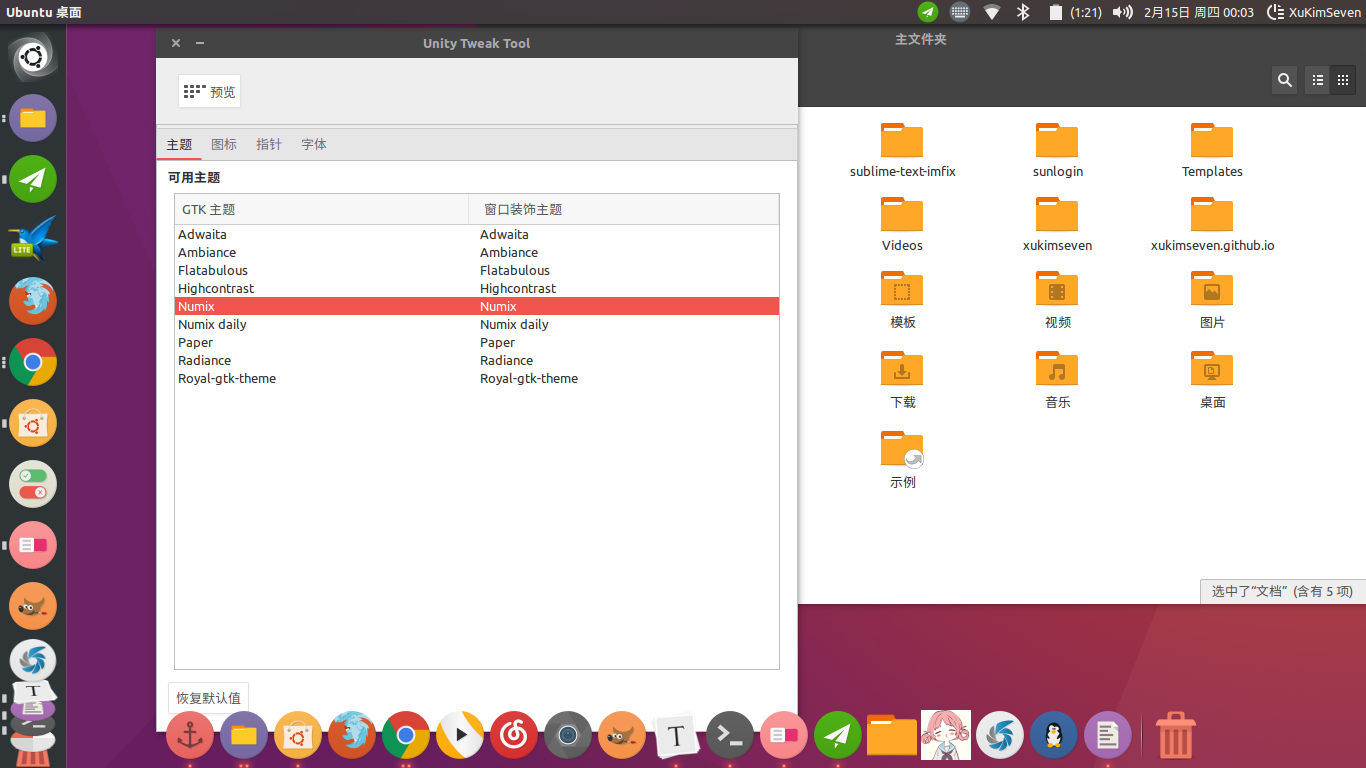 Ubuntu 桌面
(1:21)
2月15日 周四 00:03
XuKimSeven
Unity Tweak Tool
预览
主题 图标 指针 字体
可用主题
GTK 主题 窗口装饰主题
Adwaita Adwaita
Ambiance Ambiance
Flatabulous Flatabulous
Highcontrast Highcontrast
Numix Numix
Numix daily Numix daily
Paper Paper
Radiance Radiance
Royal-gtk-theme Royal-gtk-theme
恢复默认值
主文件夹
sublime-text-imfix sunlogin Templates
Videos xukimseven xukimseven.github.io
模板 视频 图片
下载 音乐 桌面
示例
选中了“文档” (含有 5 项)
LITE
T
T